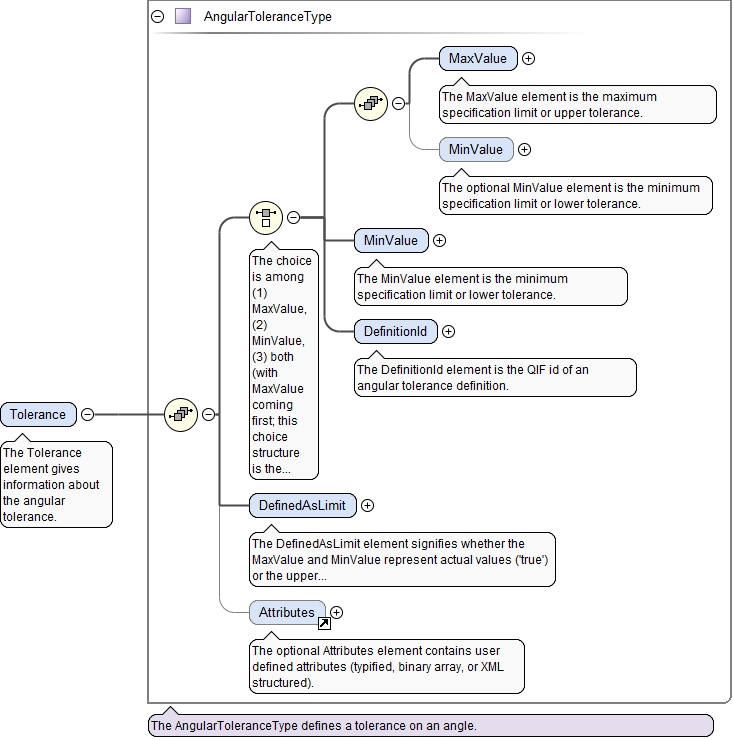 AngularToleranceType
MaxValue
The MaxValue element is the maximum
specification limit or upper tolerance.
MinValue
The optional MinValue element is the minimum
specification limit or lower tolerance.
MinValue
The MinValue element is the minimum
specification limit or lower tolerance.
DefinitionId
The DefinitionId element is the QIF id of an
angular tolerance definition.
The choice
is among
(1)
MaxValue,
(2)
MinValue,
(3) both
(with
MaxValue
coming
first; this
choice
structure
is the...
Tolerance
The Tolerance
element gives
information about
the angular
tolerance.
DefinedAsLimit
The DefinedAsLimit element signifies whether the
MaxValue and MinValue represent actual values ('true')
or the upper...
Attributes
The optional Attributes element contains user
defined attributes (typified, binary array, or XML
structured).
The AngularToleranceType defines a tolerance on an angle.